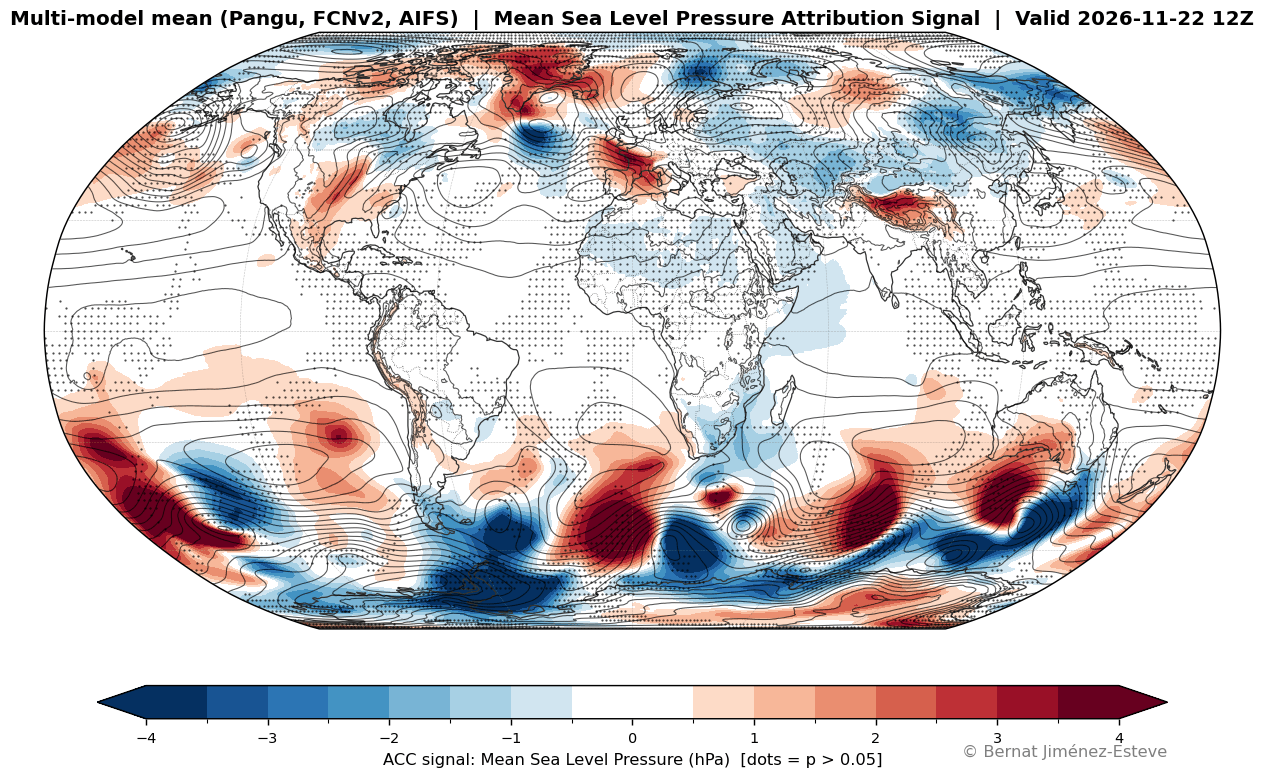 Multi-model mean (Pangu, FCNv2, AIFS)  |  Mean Sea Level Pressure Attribution Signal  |  Valid 2026-11-22 12Z
−4 −3 −2 −1 0 1 2 3 4
ACC signal: Mean Sea Level Pressure (hPa)  [dots = p > 0.05]
© Bernat Jiménez-Esteve